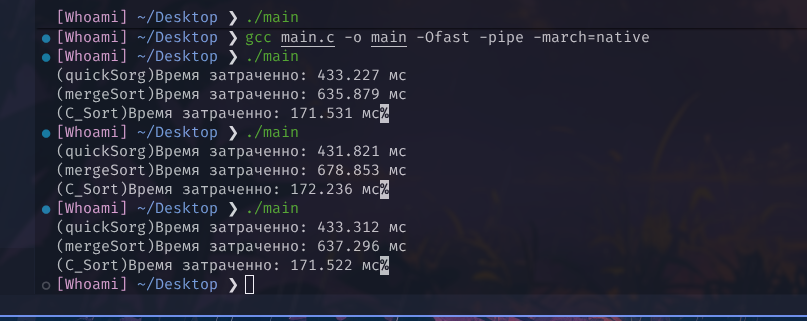 [Whoami] ~/Desktop ❯ ./main
[Whoami] ~/Desktop ❯ gcc main.c -o main -Ofast -pipe -march=native
[Whoami] ~/Desktop ❯ ./main
(quickSorg)Время затраченно: 433.227 мс
(mergeSort)Время затраченно: 635.879 мс
(C_Sort)Время затраченно: 171.531 мс%
[Whoami] ~/Desktop ❯ ./main
(quickSorg)Время затраченно: 431.821 мс
(mergeSort)Время затраченно: 678.853 мс
(C_Sort)Время затраченно: 172.236 мс%
[Whoami] ~/Desktop ❯ ./main
(quickSorg)Время затраченно: 433.312 мс
(mergeSort)Время затраченно: 637.296 мс
(C_Sort)Время затраченно: 171.522 мс%
[Whoami] ~/Desktop ❯